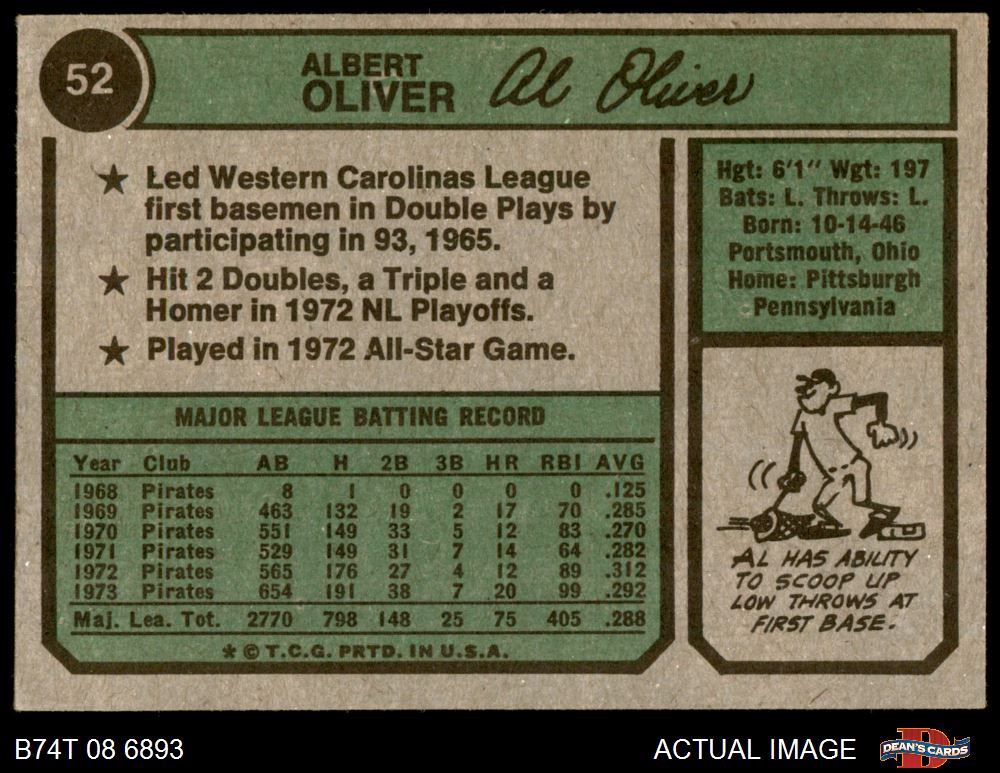 52
ALBERT
OLIVER
Al Oliver
★ Led Western Carolinas League
first basemen in Double Plays by
participating in 93, 1965.
★ Hit 2 Doubles, a Triple and a
Homer in 1972 NL Playoffs.
★ Played in 1972 All-Star Game.
Hgt: 6'1" Wgt: 197
Bats: L. Throws: L.
Born: 10-14-46
Portsmouth, Ohio
Home: Pittsburgh
Pennsylvania
MAJOR LEAGUE BATTING RECORD
Year Club AB H 2B 3B HR RBI AVG
1968 Pirates 8 1 0 0 0 0 .125
1969 Pirates 463 132 19 2 17 70 .285
1970 Pirates 551 149 33 5 12 83 .270
1971 Pirates 529 149 31 7 14 64 .282
1972 Pirates 565 176 27 4 12 89 .312
1973 Pirates 654 191 38 7 20 99 .292
Maj. Lea. Tot. 2770 798 148 25 75 405 .288
* © T.C.G. PRTD. IN U.S.A.
AL HAS ABILITY
TO SCOOP UP
LOW THROWS AT
FIRST BASE.
B74T 08 6893
ACTUAL IMAGE
DEAN'S CARDS